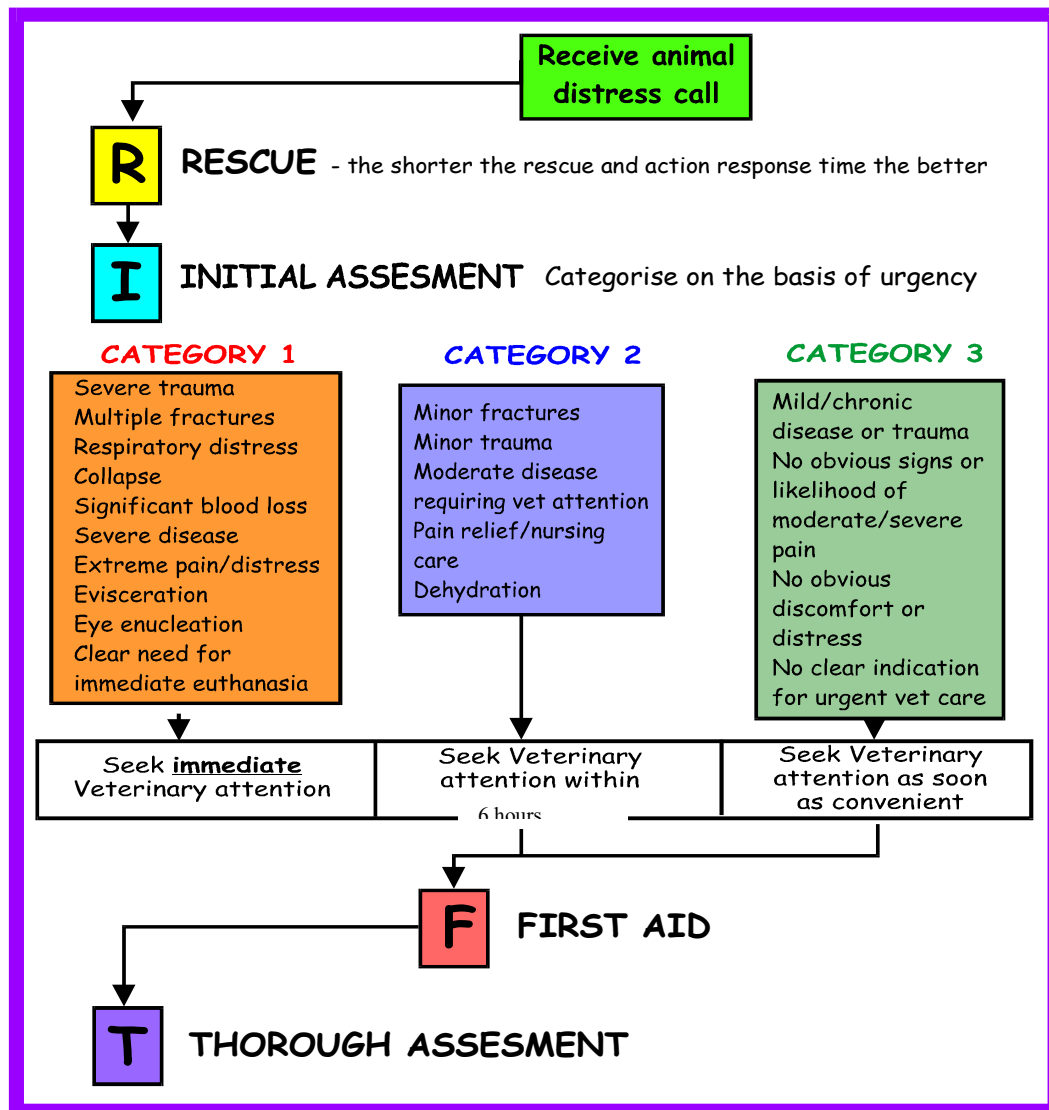 Receive animal
distress call
R
RESCUE - the shorter the rescue and action response time the better
I
INITIAL ASSESMENT Categorise on the basis of urgency
CATEGORY 1
Severe trauma
Multiple fractures
Respiratory distress
Collapse
Significant blood loss
Severe disease
Extreme pain/distress
Evisceration
Eye enucleation
Clear need for
immediate euthanasia
Seek immediate
Veterinary attention
CATEGORY 2
Minor fractures
Minor trauma
Moderate disease
requiring vet attention
Pain relief/nursing
care
Dehydration
Seek Veterinary
attention within
6 hours
CATEGORY 3
Mild/chronic
disease or trauma
No obvious signs or
likelihood of
moderate/severe
pain
No obvious
discomfort or
distress
No clear indication
for urgent vet care
Seek Veterinary
attention as soon
as convenient
F
FIRST AID
T
THOROUGH ASSESMENT